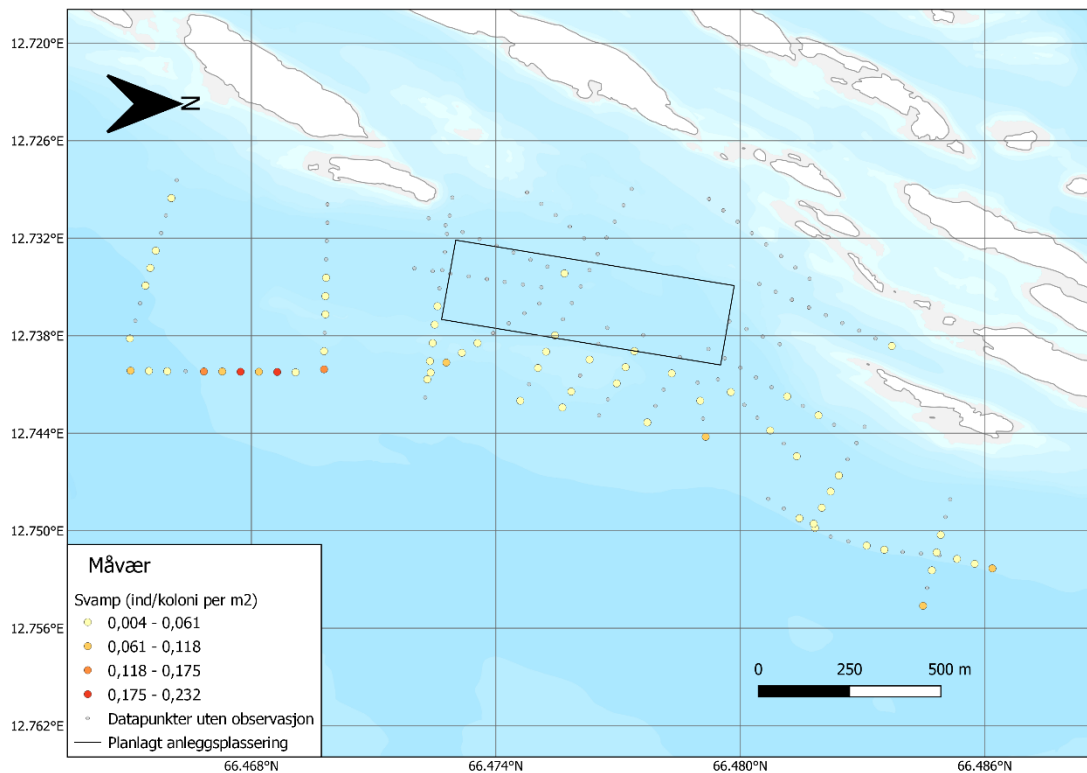 12.720°E
N
12.726°E
12.732°E
12.738°E
12.744°E
12.750°E
12.756°E
12.762°E
Måvær
Svamp (ind/koloni per m2)
0,004 - 0,061
0,061 - 0,118
0,118 - 0,175
0,175 - 0,232
Datapunkter uten observasjon
Planlagt anleggsplassering
0 250 500 m
66.468°N 66.474°N 66.480°N 66.486°N